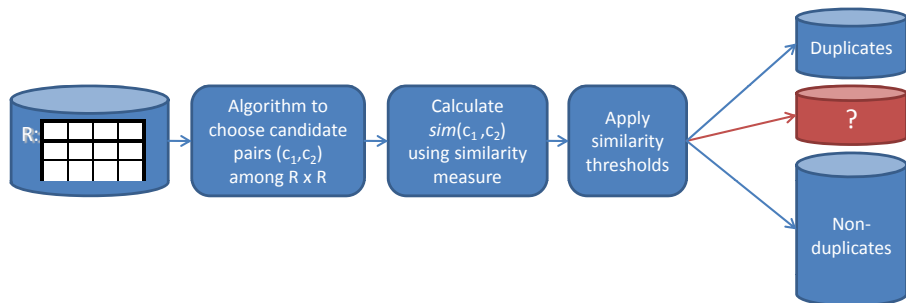 R:
Algorithm to
choose candidate
pairs (c₁,c₂)
among R x R
Calculate
sim(c₁,c₂)
using similarity
measure
Apply
similarity
thresholds
Duplicates
?
Non-
duplicates